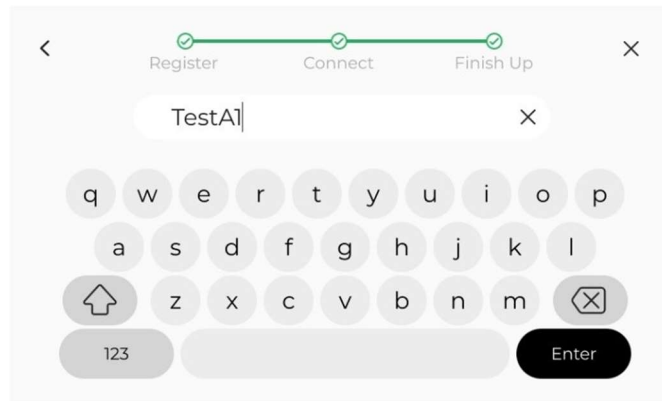 Register Connect Finish Up
TestA1
q w e r t y u i o p
a s d f g h j k l
z x c v b n m
123 Enter